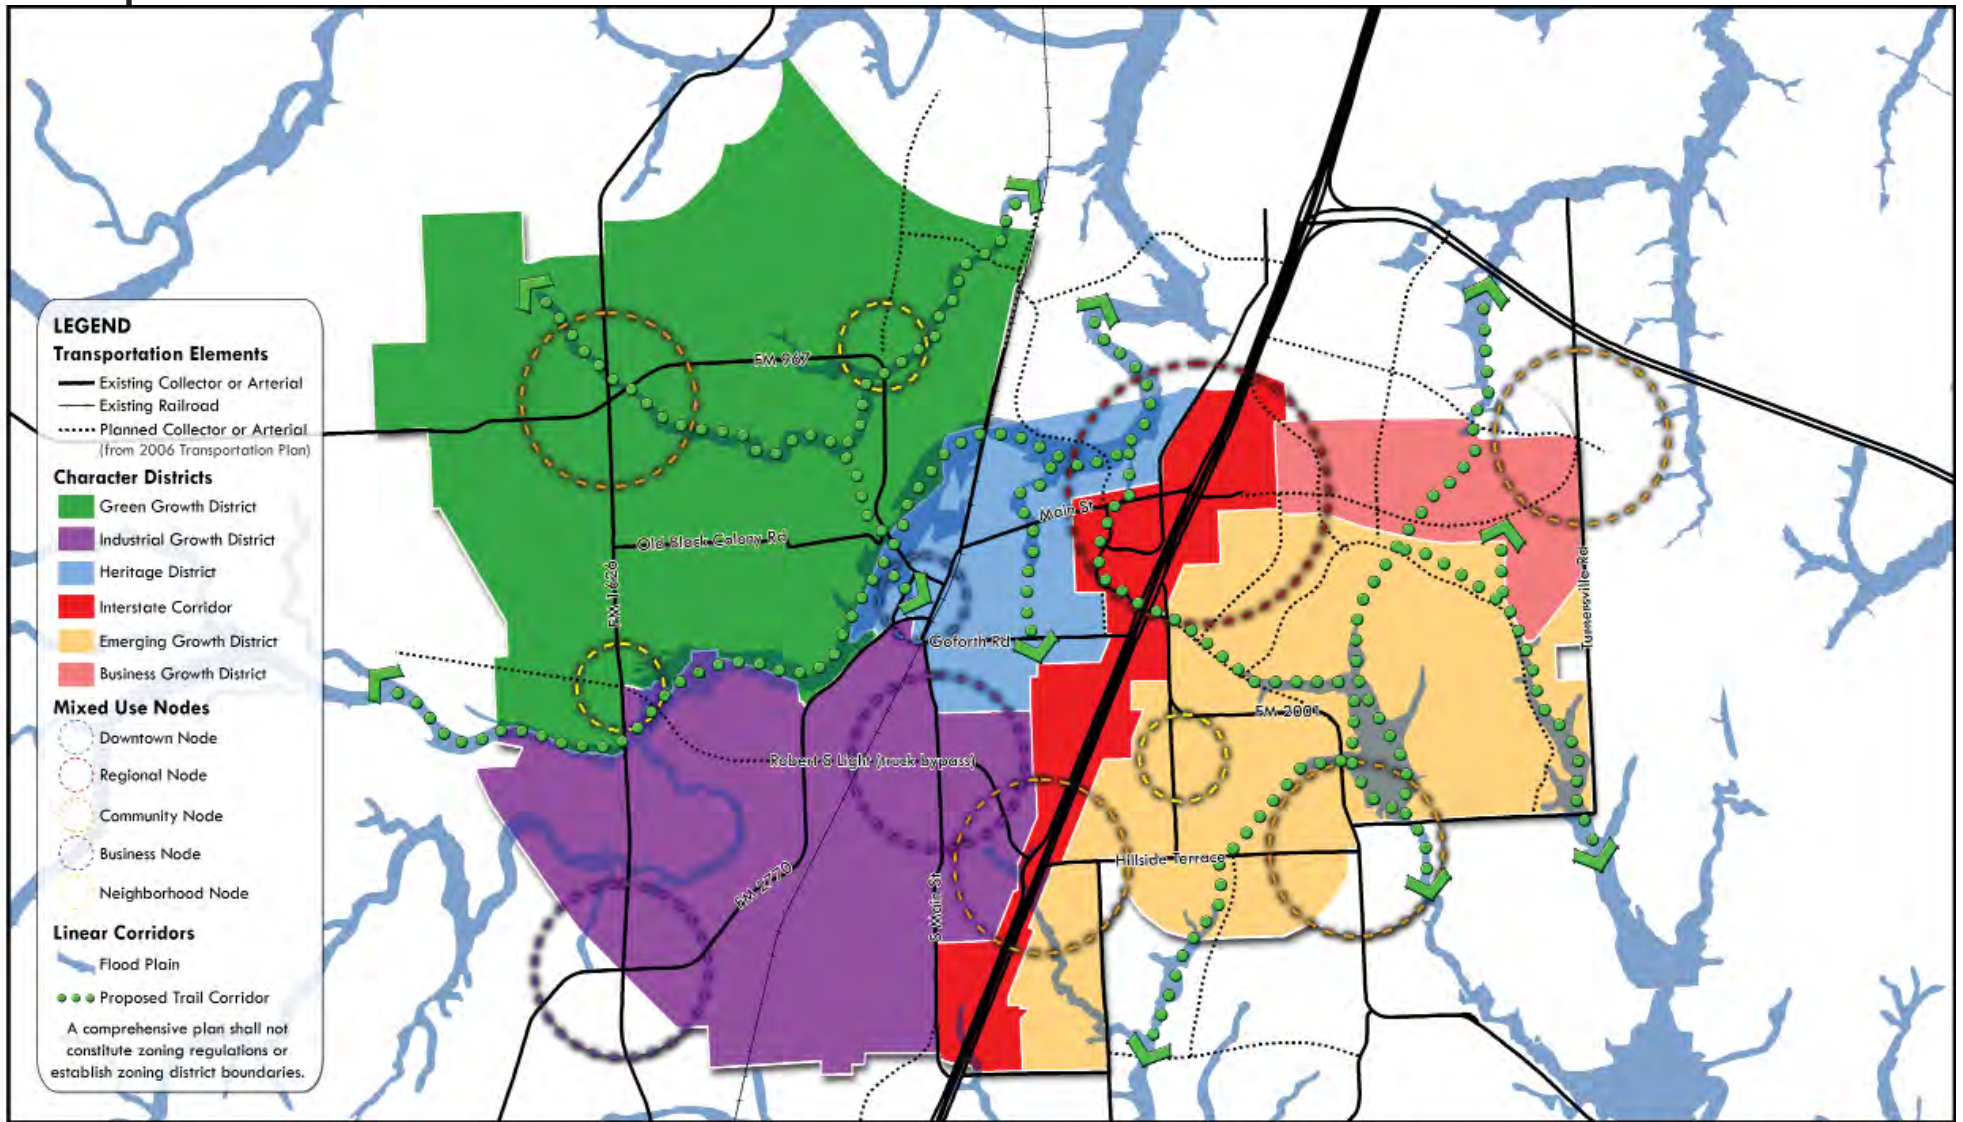 LEGEND
Transportation Elements
Existing Collector or Arterial
Existing Railroad
Planned Collector or Arterial
(from 2006 Transportation Plan)
Character Districts
Green Growth District
Industrial Growth District
Heritage District
Interstate Corridor
Emerging Growth District
Business Growth District
Mixed Use Nodes
Downtown Node
Regional Node
Community Node
Business Node
Neighborhood Node
Linear Corridors
Flood Plain
Proposed Trail Corridor
A comprehensive plan shall not
constitute zoning regulations or
establish zoning district boundaries.
FM 967
Old Black Colony Rd
FM 1626
Main St
Goforth Rd
Turnersville Rd
FM 2001
Robert S Light (truck bypass)
Hillside Terrace
FM 2770
S Main St